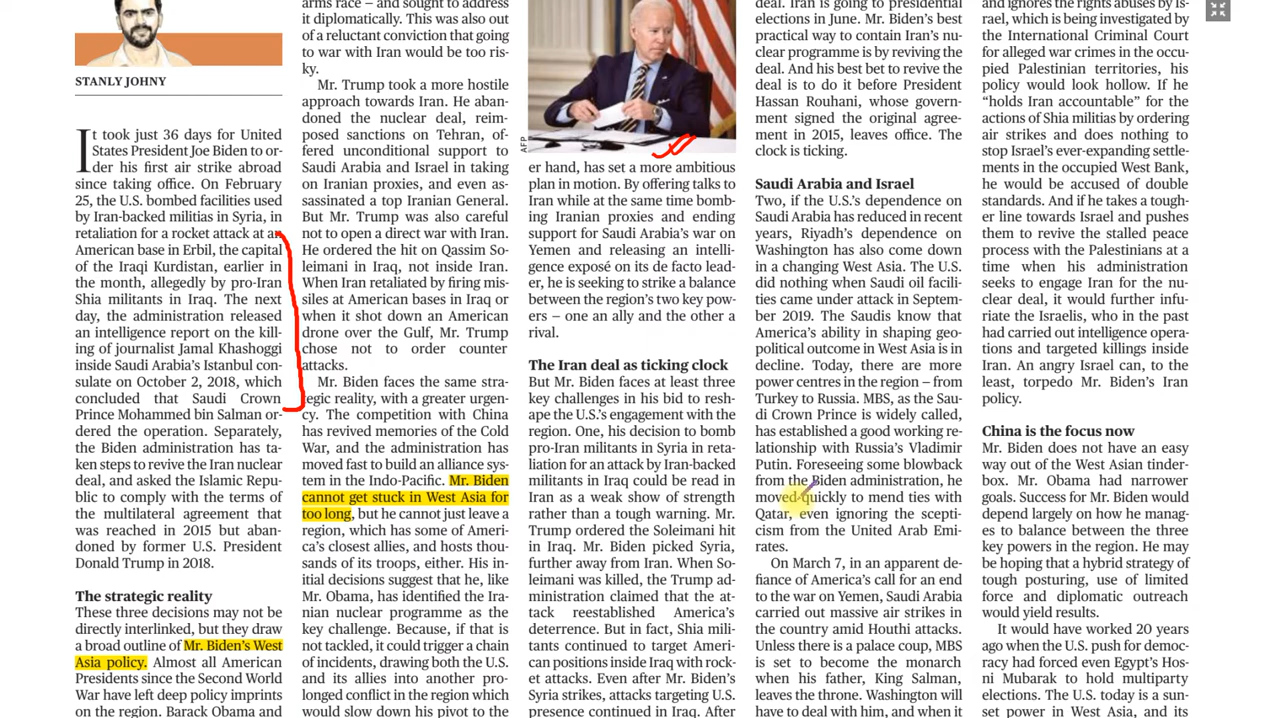 STANLY JOHNY
It took just 36 days for United
States President Joe Biden to or-
der his first air strike abroad
since taking office. On February
25, the U.S. bombed facilities used
by Iran-backed militias in Syria, in
retaliation for a rocket attack at an
American base in Erbil, the capital
of the Iraqi Kurdistan, earlier in
the month, allegedly by pro-Iran
Shia militants in Iraq. The next
day, the administration released
an intelligence report on the kill-
ing of journalist Jamal Khashoggi
inside Saudi Arabia's Istanbul con-
sulate on October 2, 2018, which
concluded that Saudi Crown
Prince Mohammed bin Salman or-
dered the operation. Separately,
the Biden administration has ta-
ken steps to revive the Iran nuclear
deal, and asked the Islamic Repu-
blic to comply with the terms of
the multilateral agreement that
was reached in 2015 but aban-
doned by former U.S. President
Donald Trump in 2018.
The strategic reality
These three decisions may not be
directly interlinked, but they draw
a broad outline of Mr. Biden's West
Asia policy. Almost all American
Presidents since the Second World
War have left deep policy imprints
on the region. Barack Obama and
arms race – and sought to address
it diplomatically. This was also out
of a reluctant conviction that going
to war with Iran would be too ris-
ky.
Mr. Trump took a more hostile
approach towards Iran. He aban-
doned the nuclear deal, reim-
posed sanctions on Tehran, of-
fered unconditional support to
Saudi Arabia and Israel in taking
on Iranian proxies, and even as-
sassinated a top Iranian General.
But Mr. Trump was also careful
not to open a direct war with Iran.
He ordered the hit on Qassim So-
leimani in Iraq, not inside Iran.
When Iran retaliated by firing mis-
siles at American bases in Iraq or
when it shot down an American
drone over the Gulf, Mr. Trump
chose not to order counter
attacks.
Mr. Biden faces the same stra-
tegic reality, with a greater urgen-
cy. The competition with China
has revived memories of the Cold
War, and the administration has
moved fast to build an alliance sys-
tem in the Indo-Pacific. Mr. Biden
cannot get stuck in West Asia for
too long, but he cannot just leave a
region, which has some of Ameri-
ca's closest allies, and hosts thou-
sands of its troops, either. His in-
itial decisions suggest that he, like
Mr. Obama, has identified the Ira-
nian nuclear programme as the
key challenge. Because, if that is
not tackled, it could trigger a chain
of incidents, drawing both the U.S.
and its allies into another pro-
longed conflict in the region which
would slow down his pivot to the
AFP
er hand, has set a more ambitious
plan in motion. By offering talks to
Iran while at the same time bomb-
ing Iranian proxies and ending
support for Saudi Arabia's war on
Yemen and releasing an intelli-
gence exposé on its de facto lead-
er, he is seeking to strike a balance
between the region's two key pow-
ers – one an ally and the other a
rival.
The Iran deal as ticking clock
But Mr. Biden faces at least three
key challenges in his bid to resh-
ape the U.S.'s engagement with the
region. One, his decision to bomb
pro-Iran militants in Syria in reta-
liation for an attack by Iran-backed
militants in Iraq could be read in
Iran as a weak show of strength
rather than a tough warning. Mr.
Trump ordered the Soleimani hit
in Iraq. Mr. Biden picked Syria,
further away from Iran. When So-
leimani was killed, the Trump ad-
ministration claimed that the at-
tack reestablished America's
deterrence. But in fact, Shia mili-
tants continued to target Ameri-
can positions inside Iraq with rock-
et attacks. Even after Mr. Biden's
Syria strikes, attacks targeting U.S.
presence continued in Iraq. After
deal. Iran is going to presidential
elections in June. Mr. Biden's best
practical way to contain Iran's nu-
clear programme is by reviving the
deal. And his best bet to revive the
deal is to do it before President
Hassan Rouhani, whose govern-
ment signed the original agree-
ment in 2015, leaves office. The
clock is ticking.
Saudi Arabia and Israel
Two, if the U.S.'s dependence on
Saudi Arabia has reduced in recent
years, Riyadh's dependence on
Washington has also come down
in a changing West Asia. The U.S.
did nothing when Saudi oil facili-
ties came under attack in Septem-
ber 2019. The Saudis know that
America's ability in shaping geo-
political outcome in West Asia is in
decline. Today, there are more
power centres in the region – from
Turkey to Russia. MBS, as the Sau-
di Crown Prince is widely called,
has established a good working re-
lationship with Russia's Vladimir
Putin. Foreseeing some blowback
from the Biden administration, he
moved quickly to mend ties with
Qatar, even ignoring the scepti-
cism from the United Arab Emi-
rates.
On March 7, in an apparent de-
fiance of America's call for an end
to the war on Yemen, Saudi Arabia
carried out massive air strikes in
the country amid Houthi attacks.
Unless there is a palace coup, MBS
is set to become the monarch
when his father, King Salman,
leaves the throne. Washington will
have to deal with him, and when it
and ignores the rights abuses by Is-
rael, which is being investigated by
the International Criminal Court
for alleged war crimes in the occu-
pied Palestinian territories, his
policy would look hollow. If he
"holds Iran accountable" for the
actions of Shia militias by ordering
air strikes and does nothing to
stop Israel's ever-expanding settle-
ments in the occupied West Bank,
he would be accused of double
standards. And if he takes a tough-
er line towards Israel and pushes
them to revive the stalled peace
process with the Palestinians at a
time when his administration
seeks to engage Iran for the nu-
clear deal, it would further infu-
riate the Israelis, who in the past
had carried out intelligence opera-
tions and targeted killings inside
Iran. An angry Israel can, to the
least, torpedo Mr. Biden's Iran
policy.
China is the focus now
Mr. Biden does not have an easy
way out of the West Asian tinder-
box. Mr. Obama had narrower
goals. Success for Mr. Biden would
depend largely on how he manag-
es to balance between the three
key powers in the region. He may
be hoping that a hybrid strategy of
tough posturing, use of limited
force and diplomatic outreach
would yield results.
It would have worked 20 years
ago when the U.S. push for democ-
racy had forced even Egypt's Hos-
ni Mubarak to hold multiparty
elections. The U.S. today is a sun-
set power in West Asia, and its